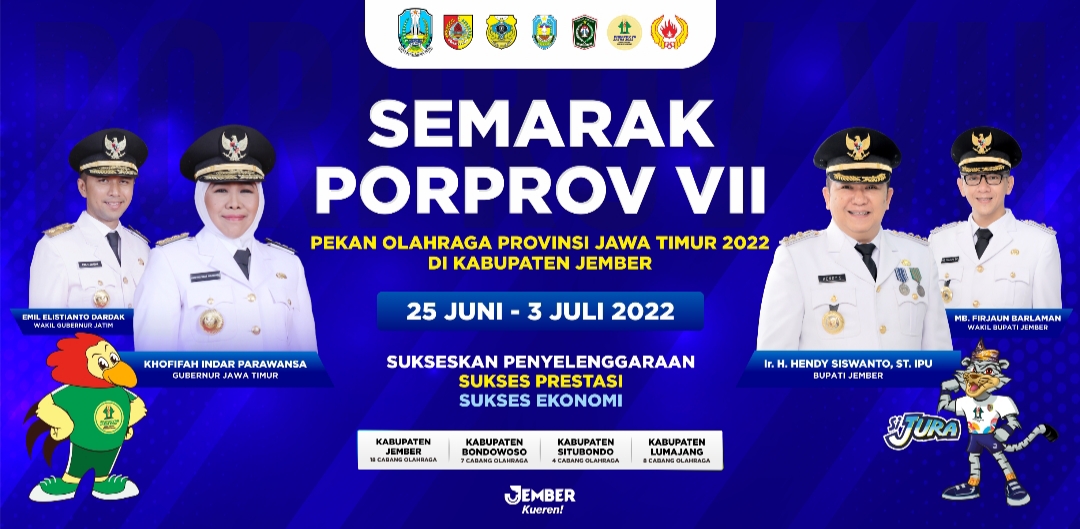 SEMARAK
PORPROV VII
PEKAN OLAHRAGA PROVINSI JAWA TIMUR 2022
DI KABUPATEN JEMBER
25 JUNI - 3 JULI 2022
SUKSESKAN PENYELENGGARAAN
SUKSES PRESTASI
SUKSES EKONOMI
EMIL ELISTIANTO DARDAK
WAKIL GUBERNUR JATIM
KHOFIFAH INDAR PARAWANSA
GUBERNUR JAWA TIMUR
Ir. H. HENDY SISWANTO, ST. IPU
BUPATI JEMBER
MB. FIRJAUN BARLAMAN
WAKIL BUPATI JEMBER
SI JURA
KABUPATEN
JEMBER
18 CABANG OLAHRAGA
KABUPATEN
BONDOWOSO
7 CABANG OLAHRAGA
KABUPATEN
SITUBONDO
4 CABANG OLAHRAGA
KABUPATEN
LUMAJANG
8 CABANG OLAHRAGA
JEMBER
Kueren!